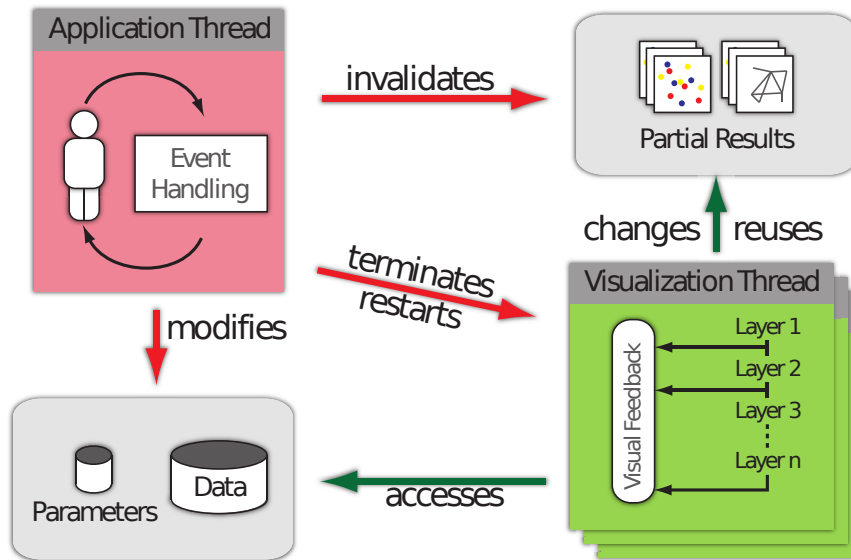 Application Thread
Event
Handling
invalidates
Partial Results
changes
reuses
terminates
restarts
modifies
Visualization Thread
Visual Feedback
Layer 1
Layer 2
Layer 3
Layer n
Parameters
Data
accesses